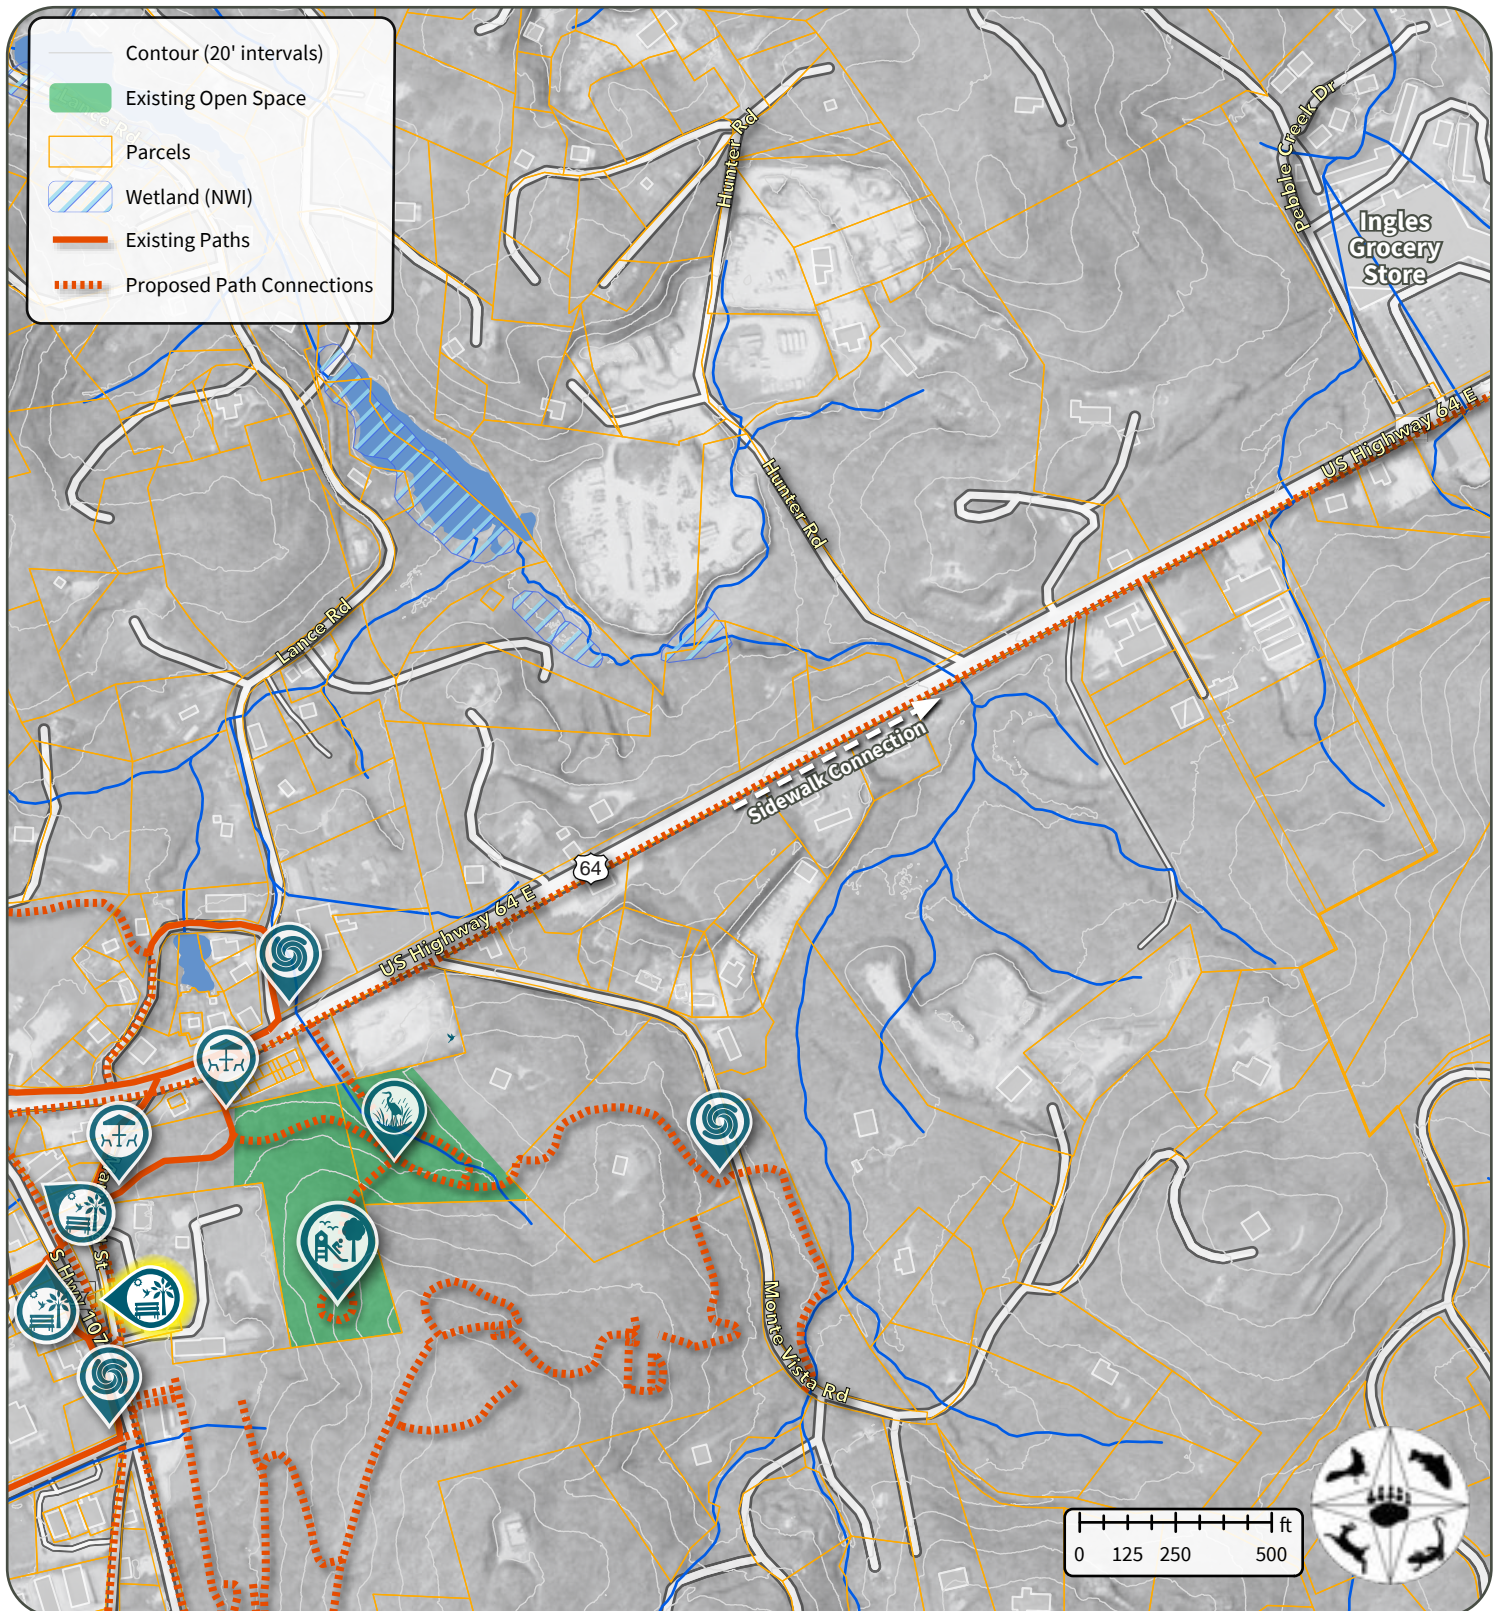 Contour (20' intervals)
Existing Open Space
Parcels
Wetland (NWI)
Existing Paths
Proposed Path Connections
Hunter Rd
Pebble Creek Dr
Ingles
Grocery
Store
US Highway 64 E
Hunter Rd
Lance Rd
Sidewalk Connection
64
US Highway 64 E
St
S Hwy 107
Monte Vista Rd
ft
0 125 250 500